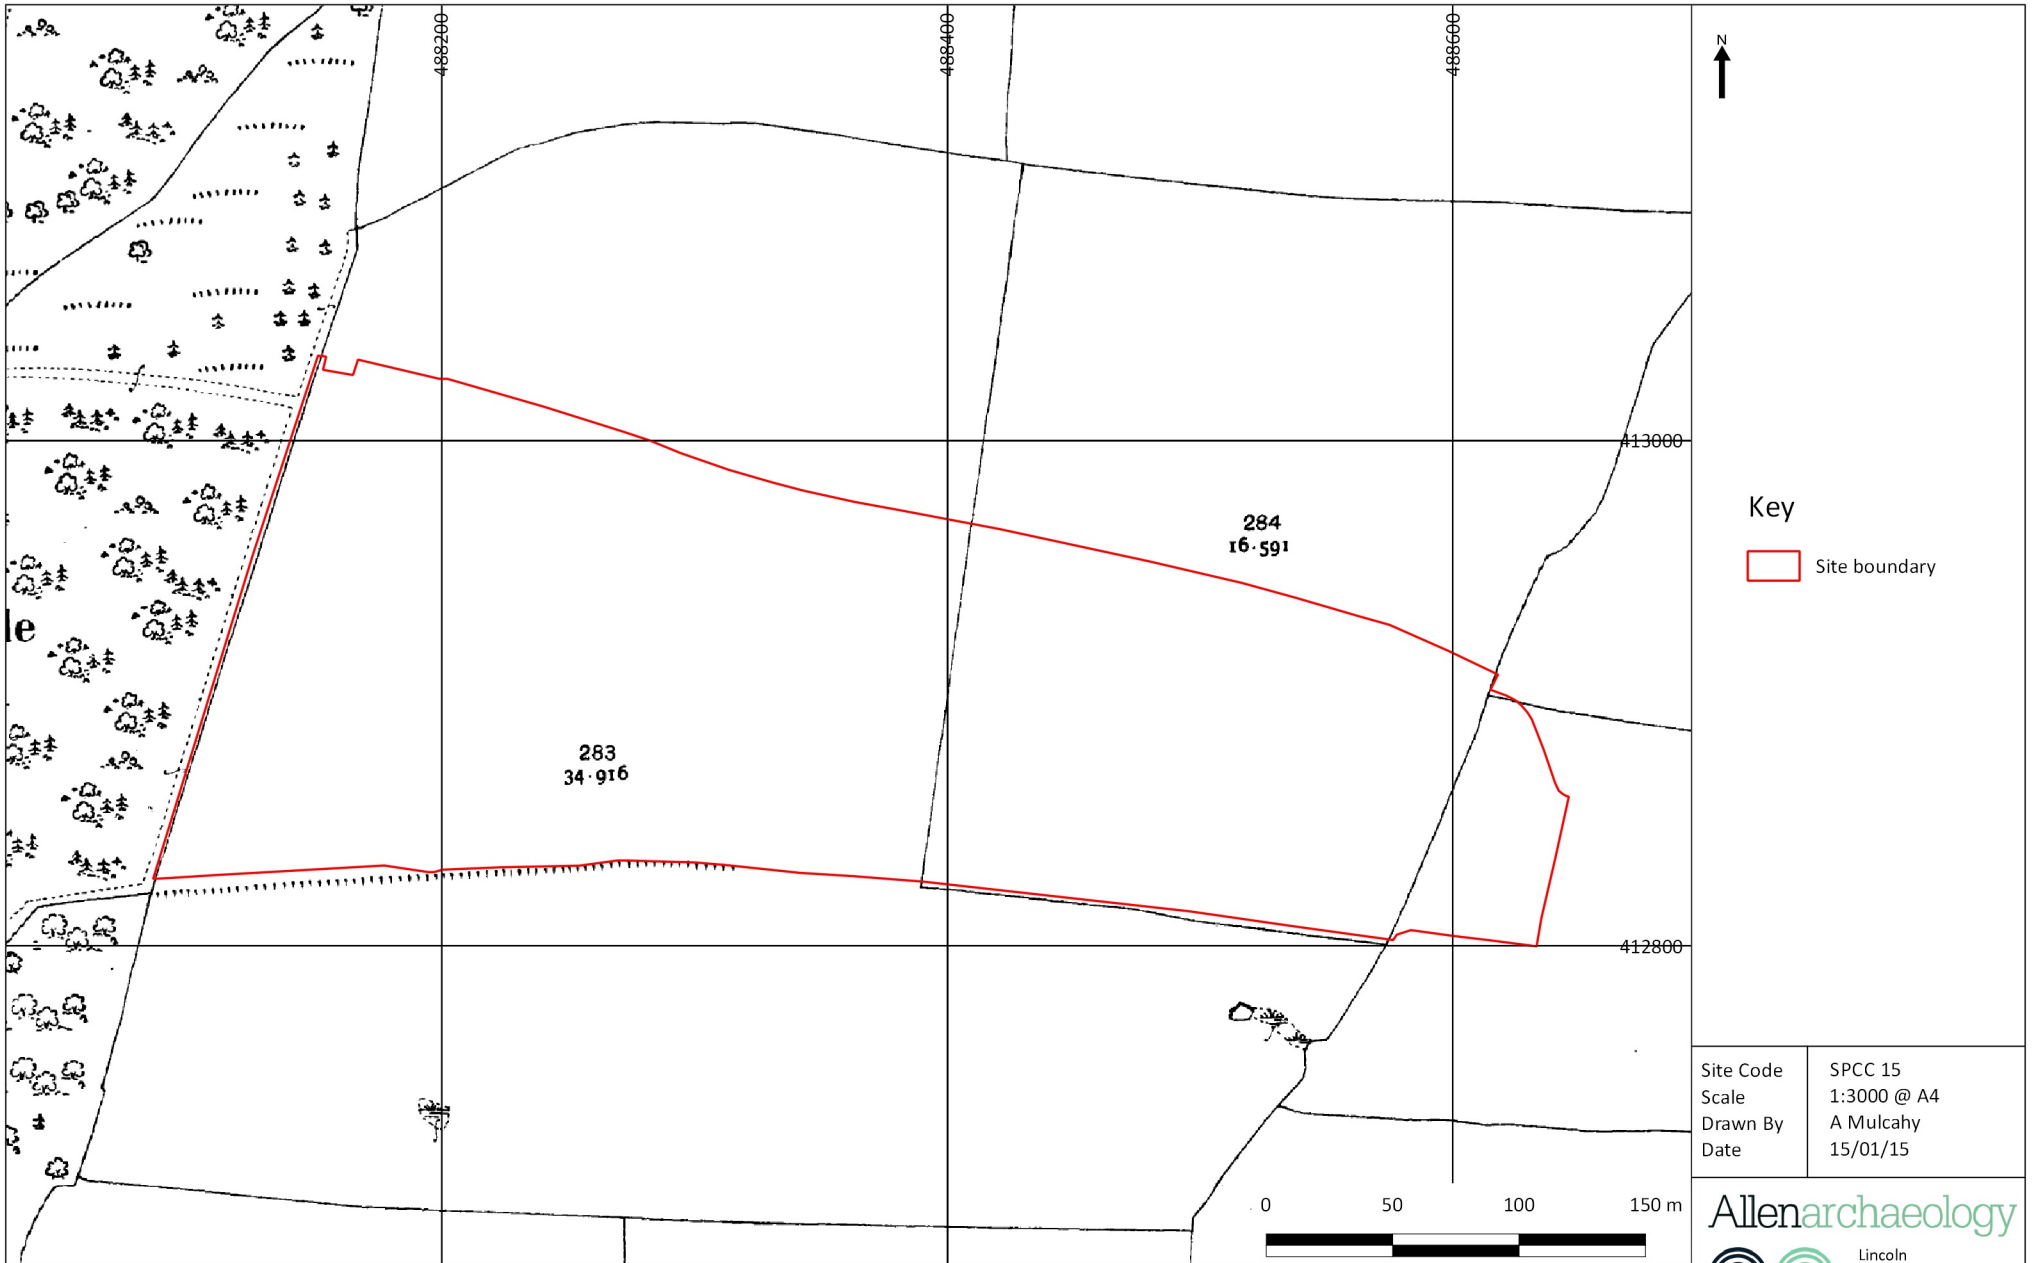 488200
488400
488600
N
413000
284
16·591
Key
Site boundary
le
283
34·916
412800
Site Code SPCC 15
Scale 1:3000 @ A4
Drawn By A Mulcahy
Date 15/01/15
0 50 100 150 m
Allenarchaeology
Lincoln